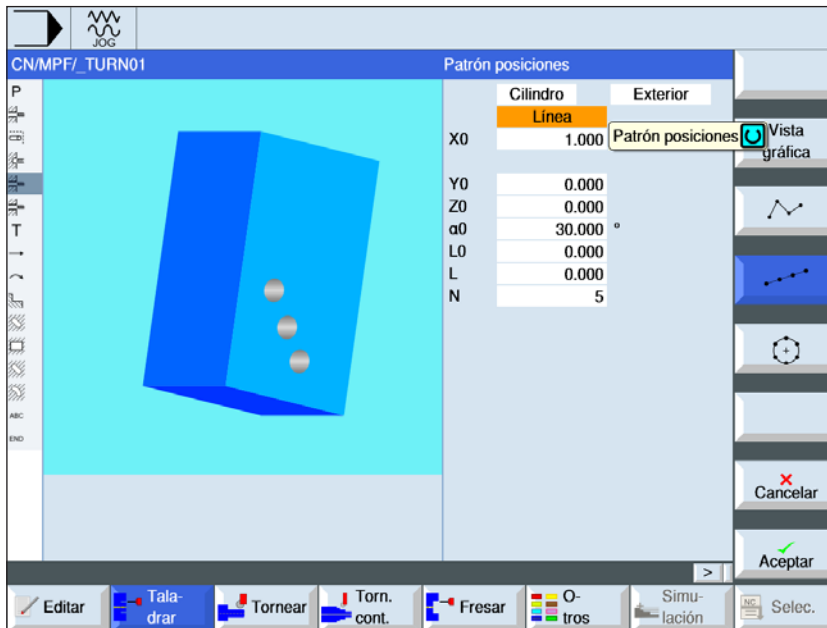 JOG
CN/MPF/_TURN01
Patrón posiciones
P
T
ABC
END
Cilindro Exterior
Línea
X0 1.000
Patrón posiciones
Y0 0.000
Z0 0.000
α0 30.000 °
L0 0.000
L 0.000
N 5
Vista
gráfica
Cancelar
Aceptar
>
Editar
Tala-
drar
Tornear
Torn.
cont.
Fresar
O-
tros
Simu-
lación
NC
Selec.